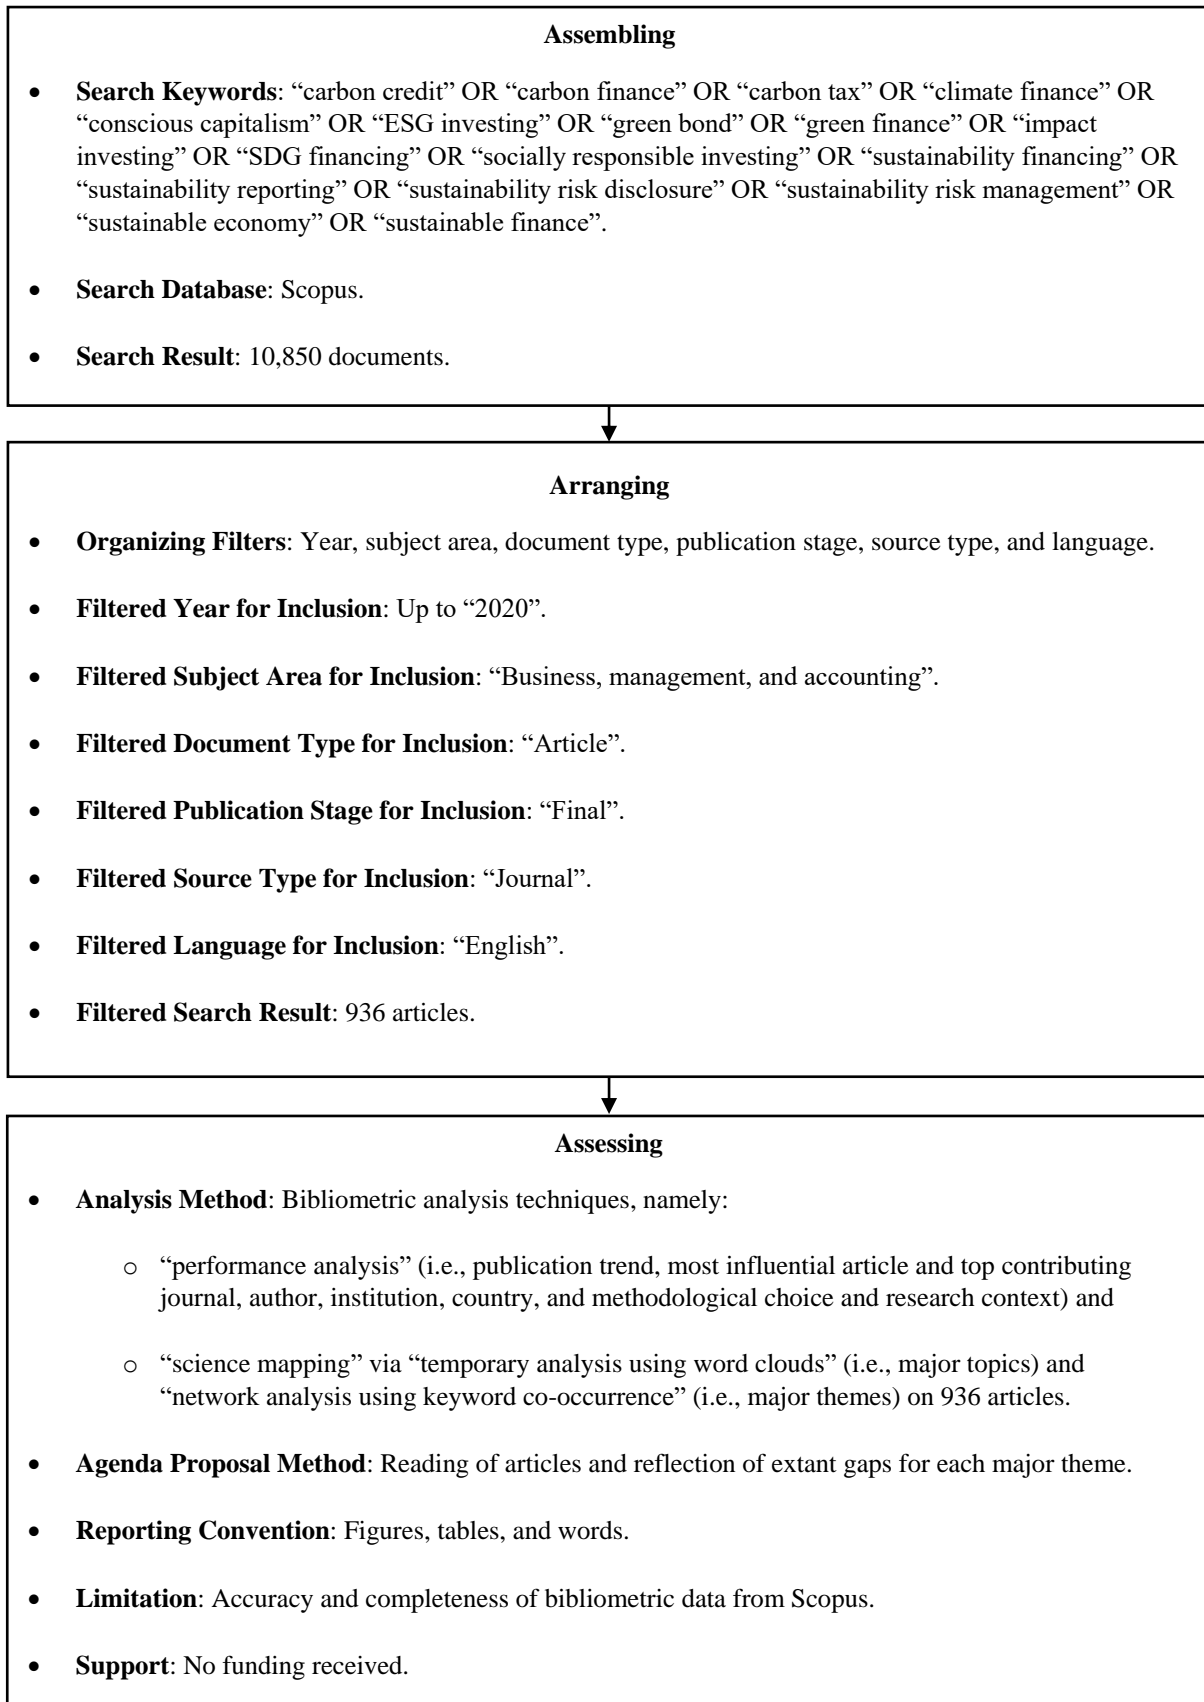 Assembling
• Search Keywords: “carbon credit” OR “carbon finance” OR “carbon tax” OR “climate finance” OR
“conscious capitalism” OR “ESG investing” OR “green bond” OR “green finance” OR “impact
investing” OR “SDG financing” OR “socially responsible investing” OR “sustainability financing” OR
“sustainability reporting” OR “sustainability risk disclosure” OR “sustainability risk management” OR
“sustainable economy” OR “sustainable finance”.
• Search Database: Scopus.
• Search Result: 10,850 documents.
Arranging
• Organizing Filters: Year, subject area, document type, publication stage, source type, and language.
• Filtered Year for Inclusion: Up to “2020”.
• Filtered Subject Area for Inclusion: “Business, management, and accounting”.
• Filtered Document Type for Inclusion: “Article”.
• Filtered Publication Stage for Inclusion: “Final”.
• Filtered Source Type for Inclusion: “Journal”.
• Filtered Language for Inclusion: “English”.
• Filtered Search Result: 936 articles.
Assessing
• Analysis Method: Bibliometric analysis techniques, namely:
o “performance analysis” (i.e., publication trend, most influential article and top contributing
journal, author, institution, country, and methodological choice and research context) and
o “science mapping” via “temporary analysis using word clouds” (i.e., major topics) and
“network analysis using keyword co-occurrence” (i.e., major themes) on 936 articles.
• Agenda Proposal Method: Reading of articles and reflection of extant gaps for each major theme.
• Reporting Convention: Figures, tables, and words.
• Limitation: Accuracy and completeness of bibliometric data from Scopus.
• Support: No funding received.